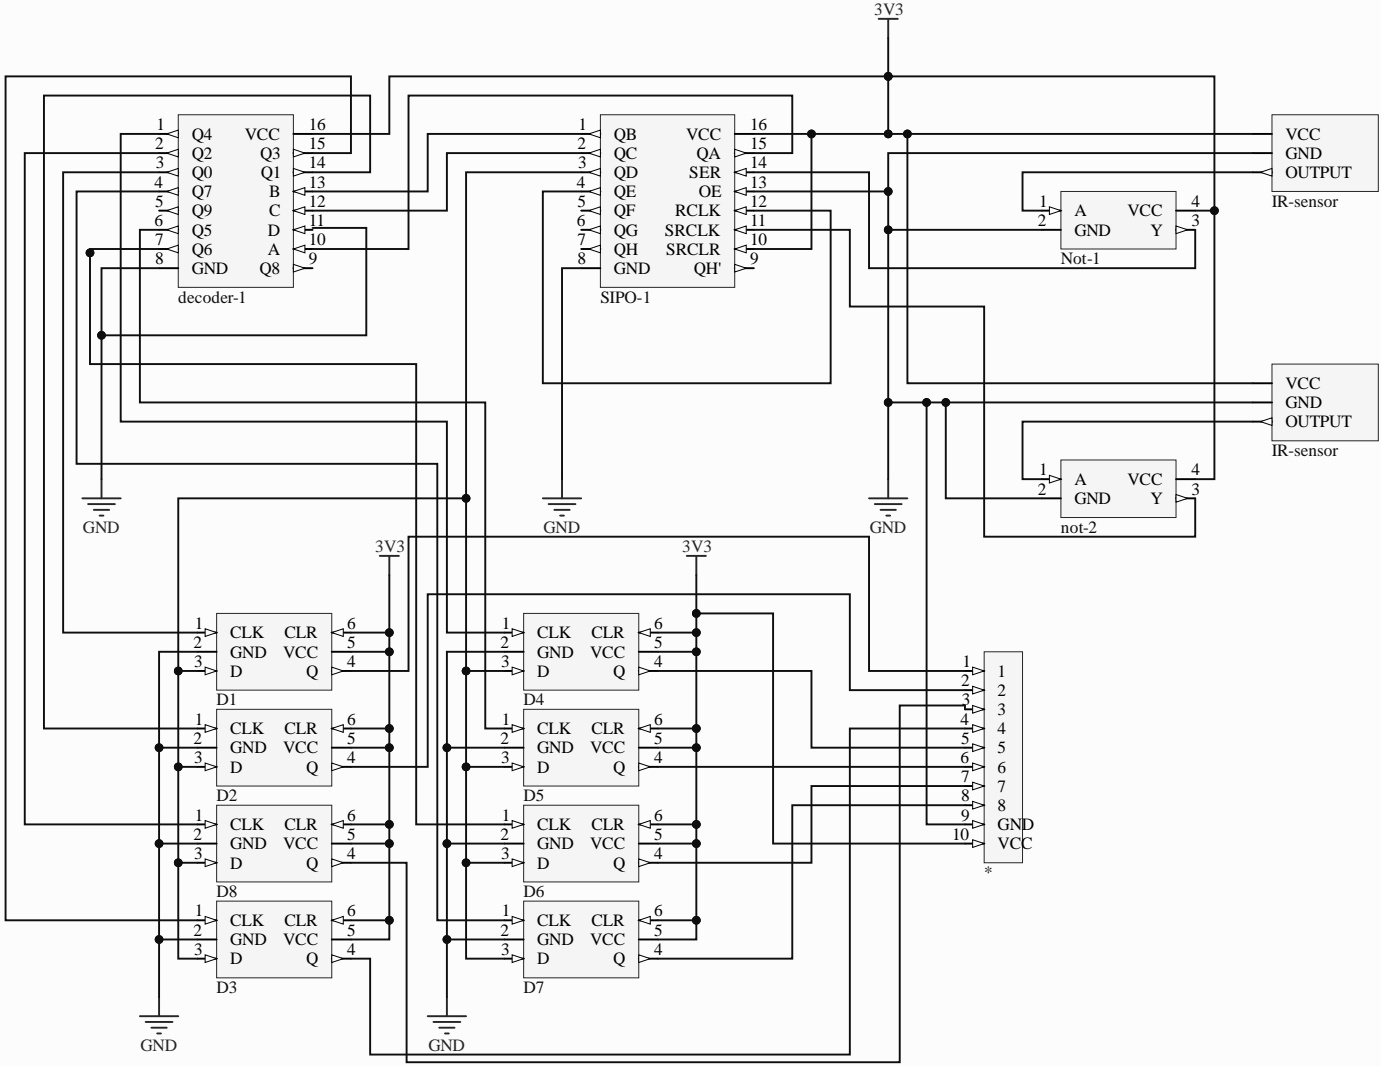 3V3
1 Q4 VCC 16
2 Q2 Q3 15
3 Q0 Q1 14
4 Q7 B 13
5 Q9 C 12
6 Q5 D 11
7 Q6 A 10
8 GND Q8 9
decoder-1
1 QB VCC 16
2 QC QA 15
3 QD SER 14
4 QE OE 13
5 QF RCLK 12
6 QG SRCLK 11
7 QH SRCLR 10
8 GND QH' 9
SIPO-1
VCC
GND
OUTPUT
IR-sensor
1 A VCC 4
2 GND Y 3
Not-1
VCC
GND
OUTPUT
IR-sensor
1 A VCC 4
2 GND Y 3
not-2
GND
GND
GND
3V3
3V3
1 CLK CLR 6
2 GND VCC 5
3 D Q 4
D1
1 CLK CLR 6
2 GND VCC 5
3 D Q 4
D2
1 CLK CLR 6
2 GND VCC 5
3 D Q 4
D8
1 CLK CLR 6
2 GND VCC 5
3 D Q 4
D3
GND
1 CLK CLR 6
2 GND VCC 5
3 D Q 4
D4
1 CLK CLR 6
2 GND VCC 5
3 D Q 4
D5
1 CLK CLR 6
2 GND VCC 5
3 D Q 4
D6
1 CLK CLR 6
2 GND VCC 5
3 D Q 4
D7
GND
1 1
2 2
3 3
4 4
5 5
6 6
7 7
8 8
9 GND
10 VCC
*